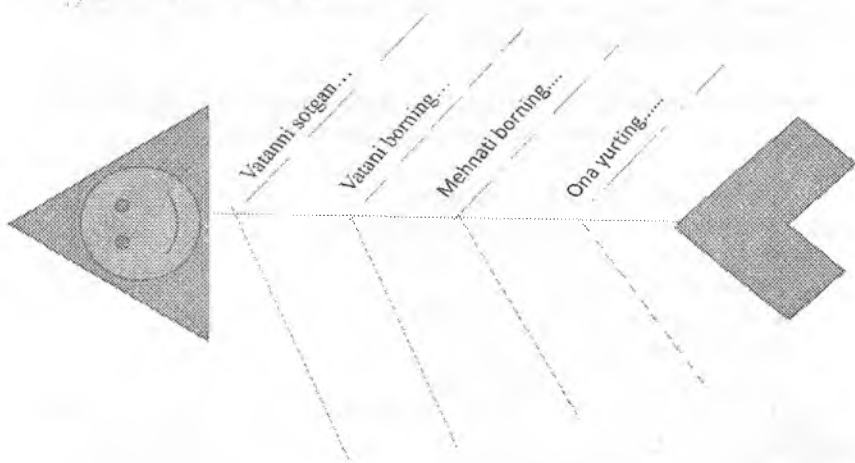 Vatanni sotgan...
Vatani borning...
Mehnati borning....
Ona yurting......